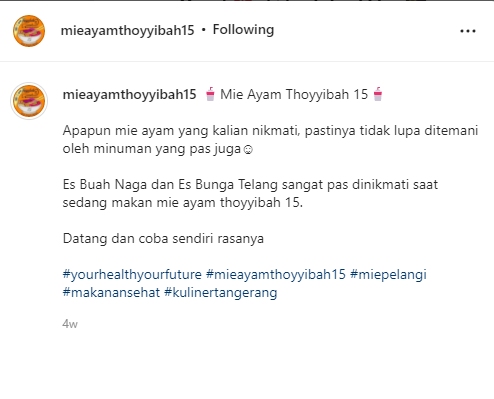 mieayamthoyyibah15 • Following
mieayamthoyyibah15 🥤 Mie Ayam Thoyyibah 15 🥤
Apapun mie ayam yang kalian nikmati, pastinya tidak lupa ditemani
oleh minuman yang pas juga☺
Es Buah Naga dan Es Bunga Telang sangat pas dinikmati saat
sedang makan mie ayam thoyyibah 15.
Datang dan coba sendiri rasanya
#yourhealthyourfuture #mieayamthoyyibah15 #miepelangi
#makanansehat #kulinertangerang
4w